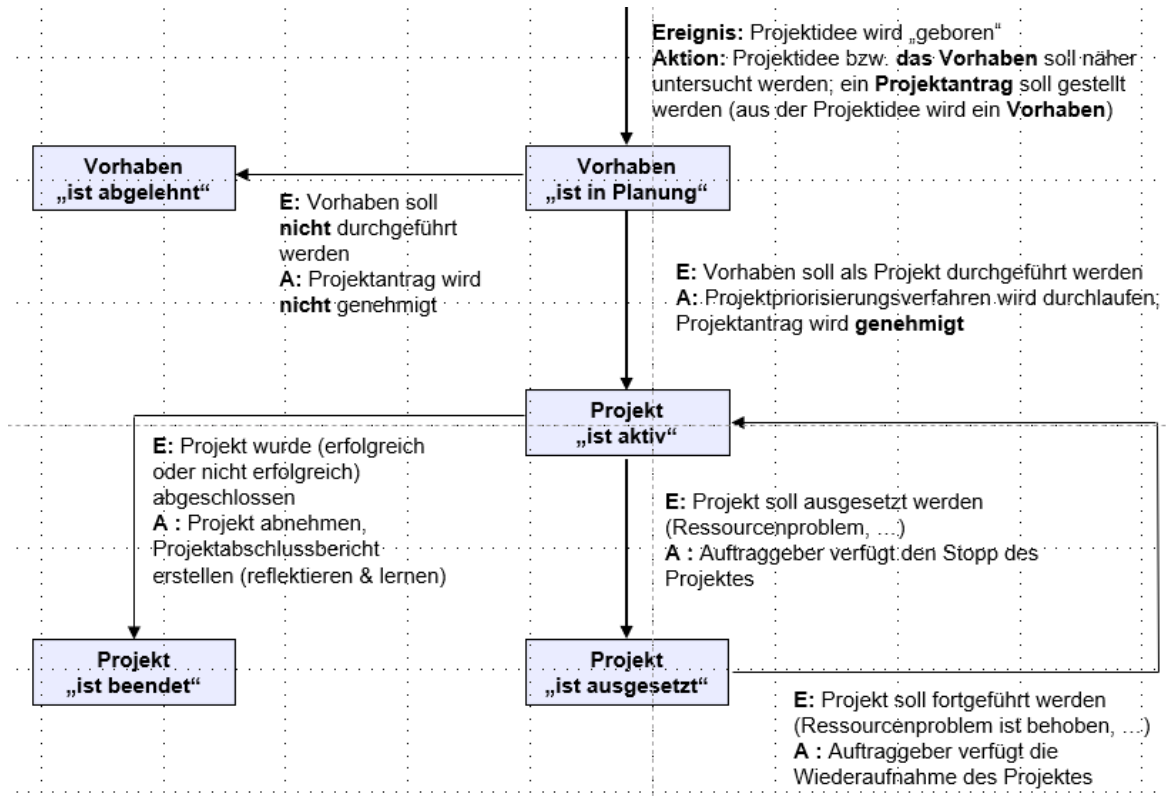 Ereignis: Projektidee wird „geboren“
Aktion: Projektidee bzw. das Vorhaben soll näher
untersucht werden; ein Projektantrag soll gestellt
werden (aus der Projektidee wird ein Vorhaben)
Vorhaben
„ist abgelehnt“
Vorhaben
„ist in Planung“
E: Vorhaben soll
nicht durchgeführt
werden
A: Projektantrag wird
nicht genehmigt
E: Vorhaben soll als Projekt durchgeführt werden
A: Projektpriorisierungsverfahren wird durchlaufen;
Projektantrag wird genehmigt
Projekt
„ist aktiv“
E: Projekt wurde (erfolgreich
oder nicht erfolgreich)
abgeschlossen
A : Projekt abnehmen,
Projektabschlussbericht
erstellen (reflektieren & lernen)
E: Projekt soll ausgesetzt werden
(Ressourcenproblem, …)
A : Auftraggeber verfügt den Stopp des
Projektes
Projekt
„ist beendet“
Projekt
„ist ausgesetzt“
E: Projekt soll fortgeführt werden
(Ressourcenproblem ist behoben, …)
A : Auftraggeber verfügt die
Wiederaufnahme des Projektes